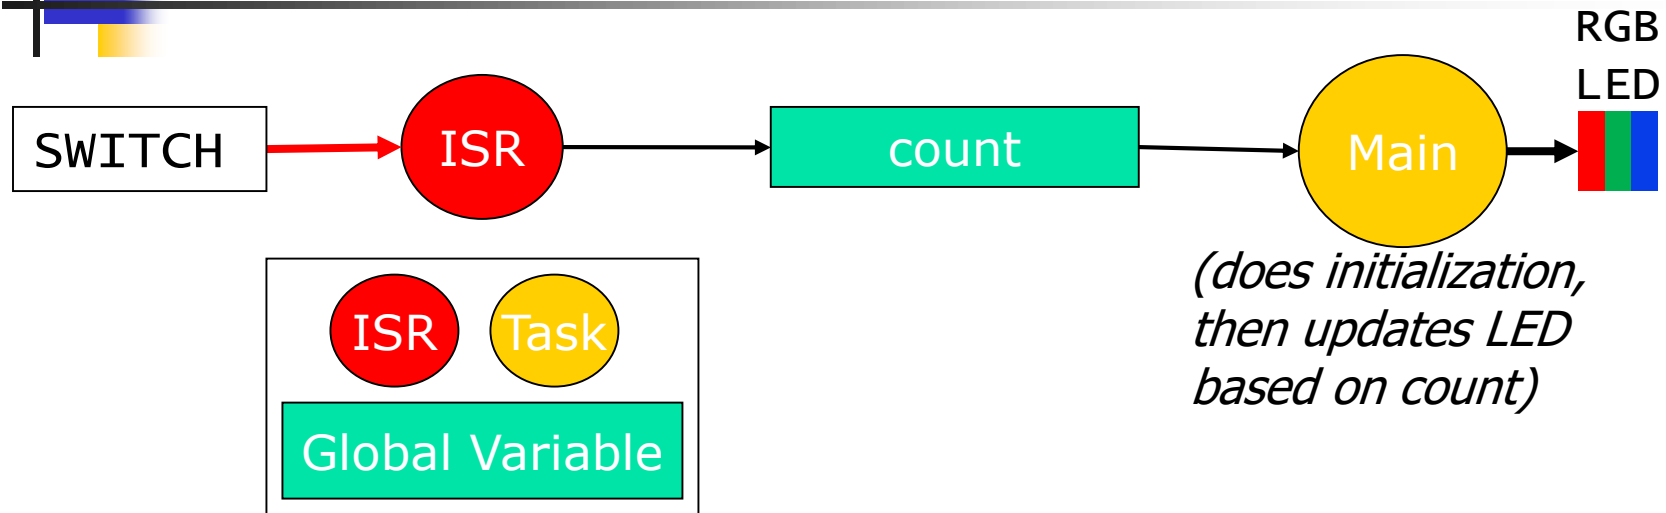 RGB
LED
SWITCH
ISR
count
Main
(does initialization,
then updates LED
based on count)
ISR
Task
Global Variable